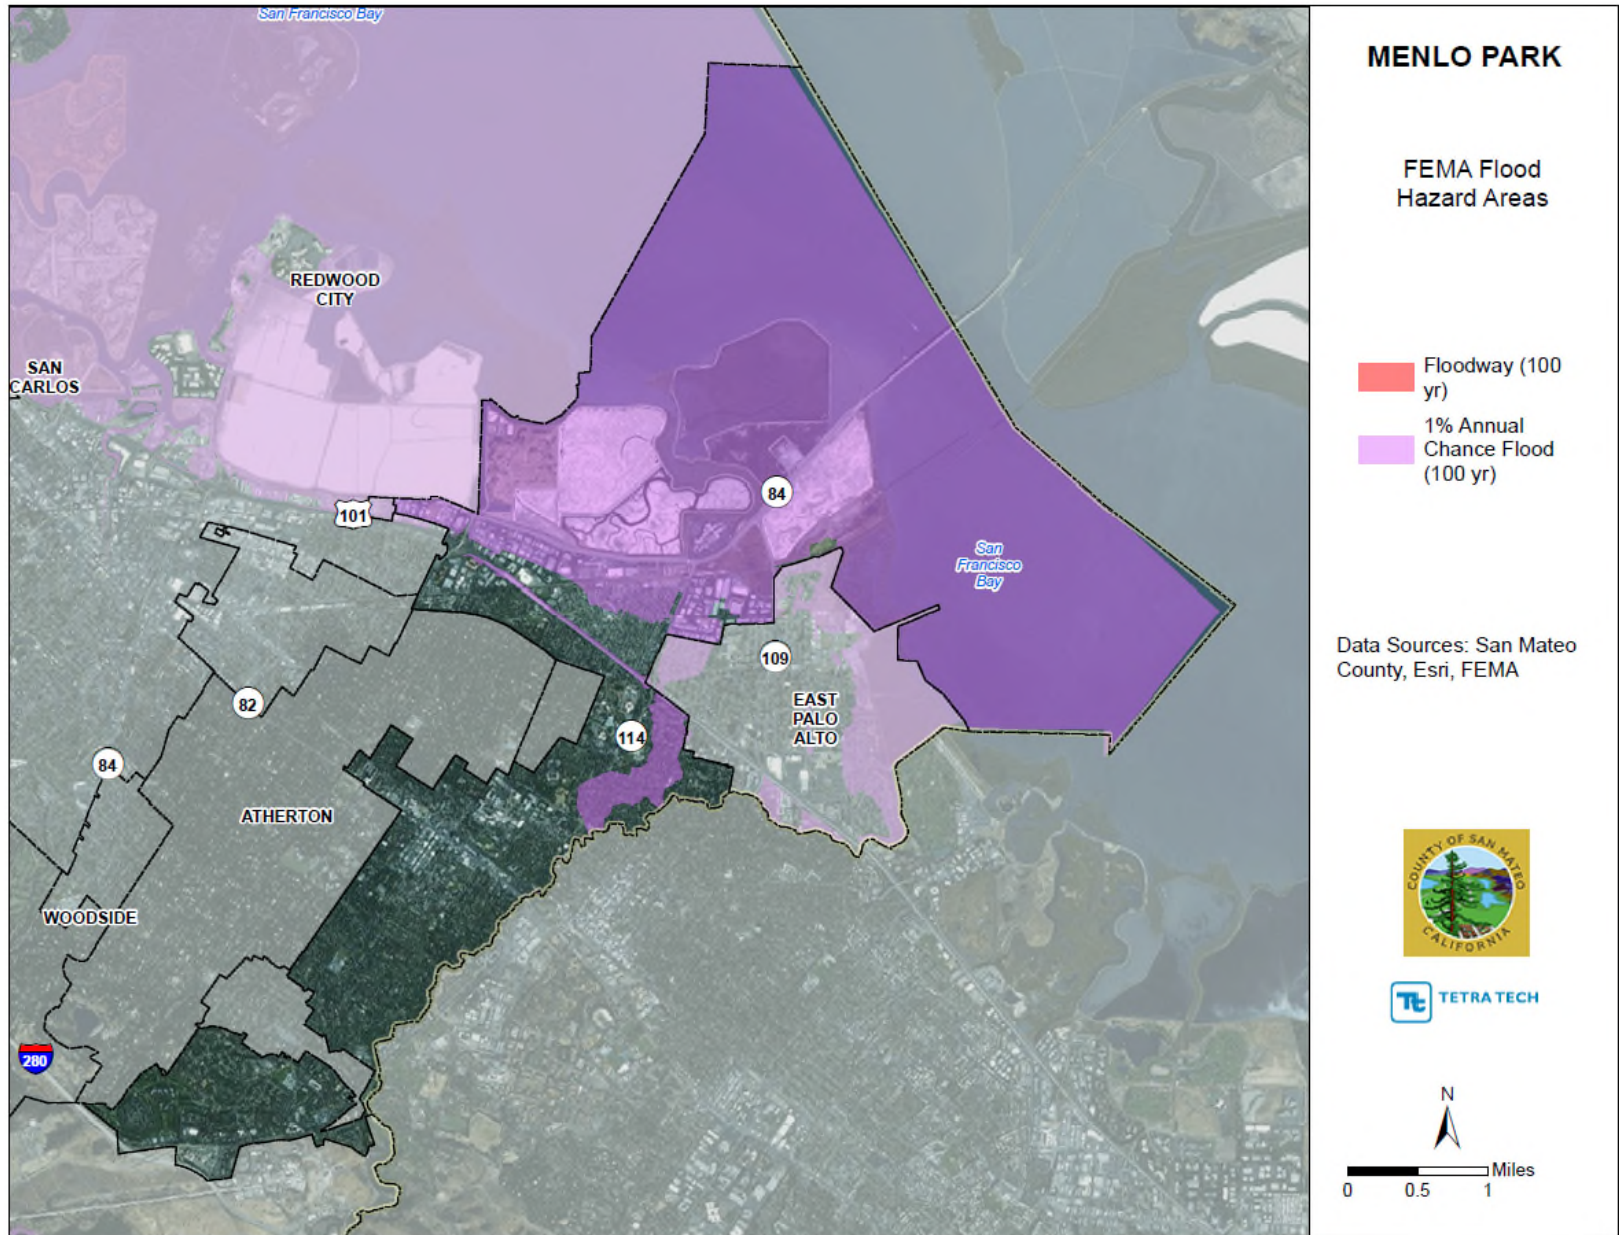 San Francisco Bay
REDWOOD
CITY
SAN
CARLOS
101
84
San
Francisco
Bay
109
EAST
PALO
ALTO
82
114
84
ATHERTON
WOODSIDE
280
MENLO PARK
FEMA Flood
Hazard Areas
Floodway (100
yr)
1% Annual
Chance Flood
(100 yr)
Data Sources: San Mateo
County, Esri, FEMA
COUNTY OF SAN MATEO
CALIFORNIA
Tt TETRA TECH
N
Miles
0 0.5 1